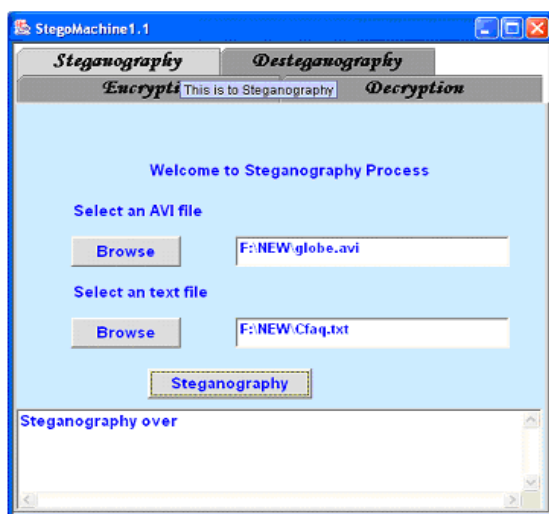 StegoMachine1.1
Steganography Desteganography
Encrypti This is to Steganography Decryption
Welcome to Steganography Process
Select an AVI file
Browse F:\NEW\globe.avi
Select an text file
Browse F:\NEW\Cfaq.txt
Steganography
Steganography over